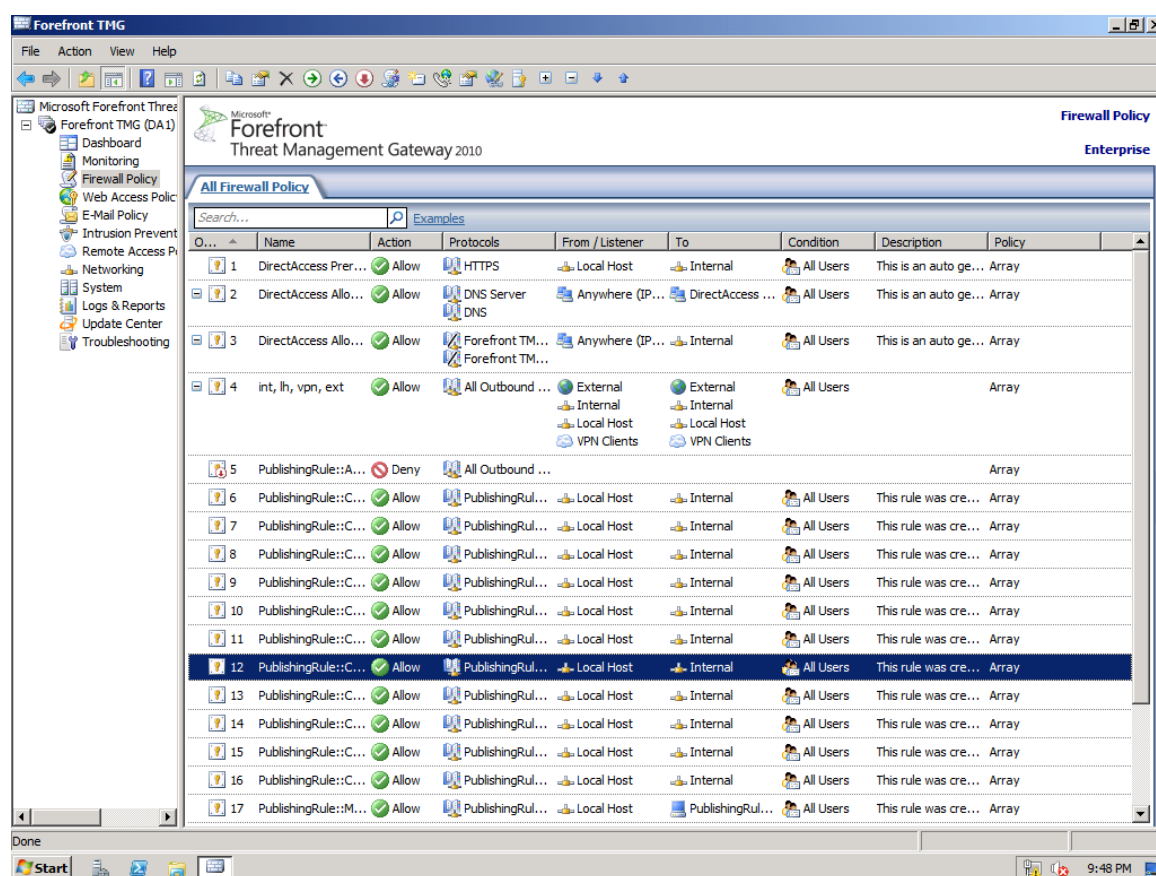 Forefront TMG
File Action View Help
Microsoft Forefront Threa
Forefront TMG (DA1)
Dashboard
Monitoring
Firewall Policy
Web Access Polic
E-Mail Policy
Intrusion Prevent
Remote Access P
Networking
System
Logs & Reports
Update Center
Troubleshooting
Microsoft
Forefront
Threat Management Gateway 2010
Firewall Policy
Enterprise
All Firewall Policy
Search... Examples
O... Name Action Protocols From / Listener To Condition Description Policy
1 DirectAccess Prer... Allow HTTPS Local Host Internal All Users This is an auto ge... Array
2 DirectAccess Allo... Allow DNS Server Anywhere (IP... DirectAccess ... All Users This is an auto ge... Array
DNS
3 DirectAccess Allo... Allow Forefront TM... Anywhere (IP... Internal All Users This is an auto ge... Array
Forefront TM...
4 int, lh, vpn, ext Allow All Outbound ... External External All Users Array
Internal Internal
Local Host Local Host
VPN Clients VPN Clients
5 PublishingRule::A... Deny All Outbound ... Array
6 PublishingRule::C... Allow PublishingRul... Local Host Internal All Users This rule was cre... Array
7 PublishingRule::C... Allow PublishingRul... Local Host Internal All Users This rule was cre... Array
8 PublishingRule::C... Allow PublishingRul... Local Host Internal All Users This rule was cre... Array
9 PublishingRule::C... Allow PublishingRul... Local Host Internal All Users This rule was cre... Array
10 PublishingRule::C... Allow PublishingRul... Local Host Internal All Users This rule was cre... Array
11 PublishingRule::C... Allow PublishingRul... Local Host Internal All Users This rule was cre... Array
12 PublishingRule::C... Allow PublishingRul... Local Host Internal All Users This rule was cre... Array
13 PublishingRule::C... Allow PublishingRul... Local Host Internal All Users This rule was cre... Array
14 PublishingRule::C... Allow PublishingRul... Local Host Internal All Users This rule was cre... Array
15 PublishingRule::C... Allow PublishingRul... Local Host Internal All Users This rule was cre... Array
16 PublishingRule::C... Allow PublishingRul... Local Host Internal All Users This rule was cre... Array
17 PublishingRule::M... Allow PublishingRul... Local Host PublishingRul... All Users This rule was cre... Array
Done
Start 9:48 PM